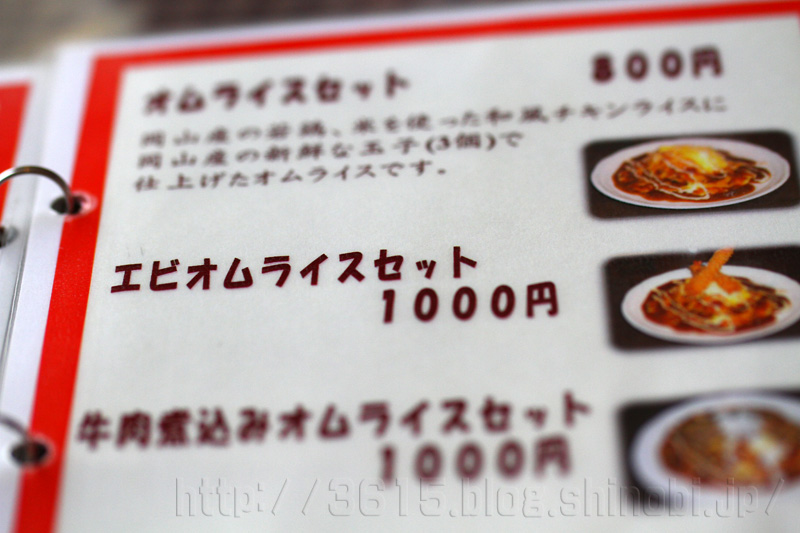 オムライスセット 800円
岡山産の若鶏、米を使った和風チキンライスに
岡山産の新鮮な玉子(3個)で
仕上げたオムライスです。
エビオムライスセット
1000円
牛肉煮込みオムライスセット
1000円
http://3615.blog.shinobi.jp/